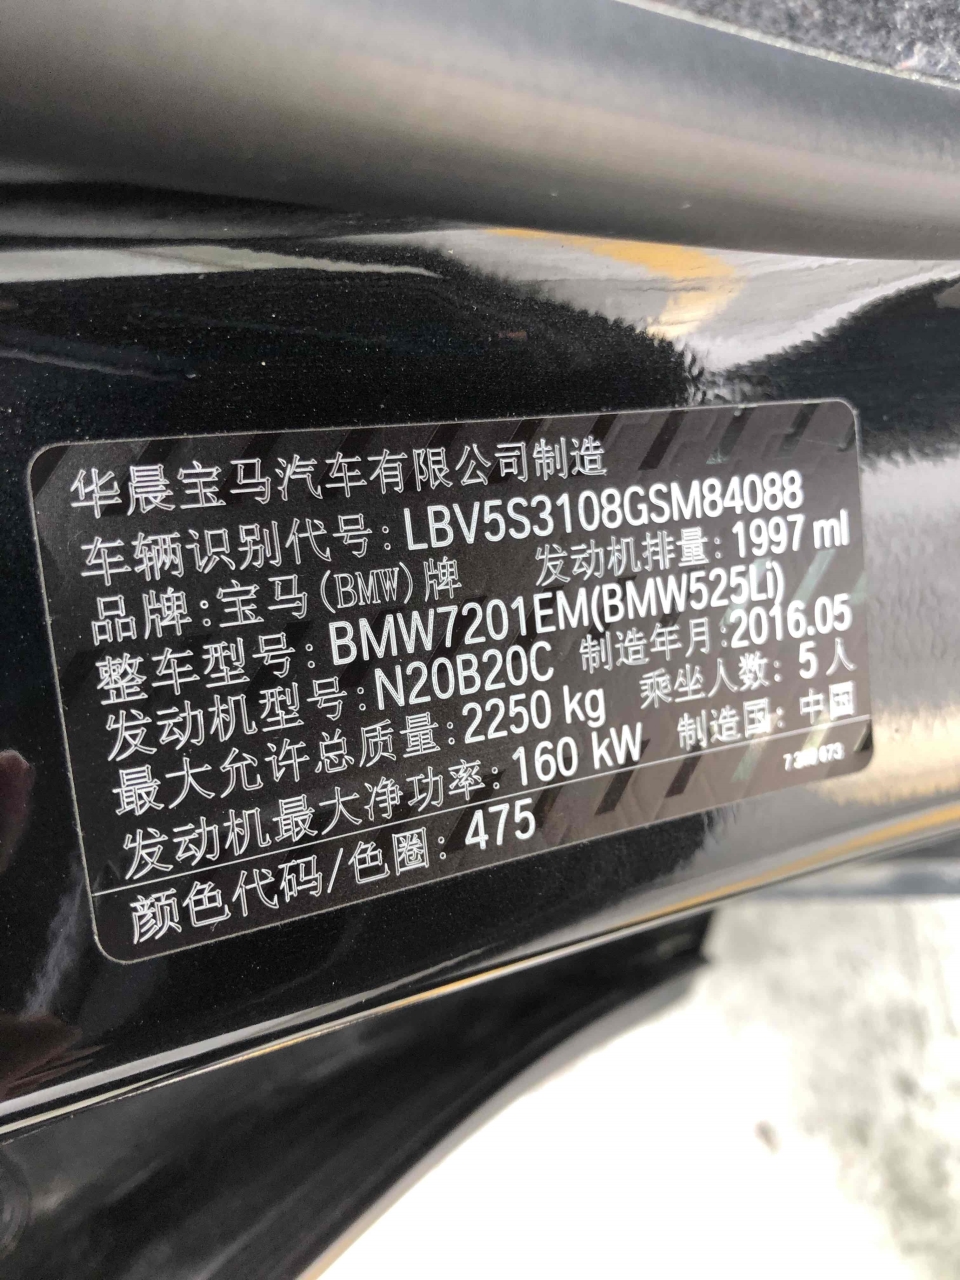 华晨宝马汽车有限公司制造
车辆识别代号: LBV5S3108GSM84088
品牌: 宝马(BMW)牌 发动机排量: 1997 ml
整车型号: BMW7201EM(BMW525Li)
发动机型号: N20B20C 制造年月: 2016.05
最大允许总质量: 2250 kg 乘坐人数: 5 人
发动机最大净功率: 160 kW 制造国: 中国
颜色代码/色圈: 475